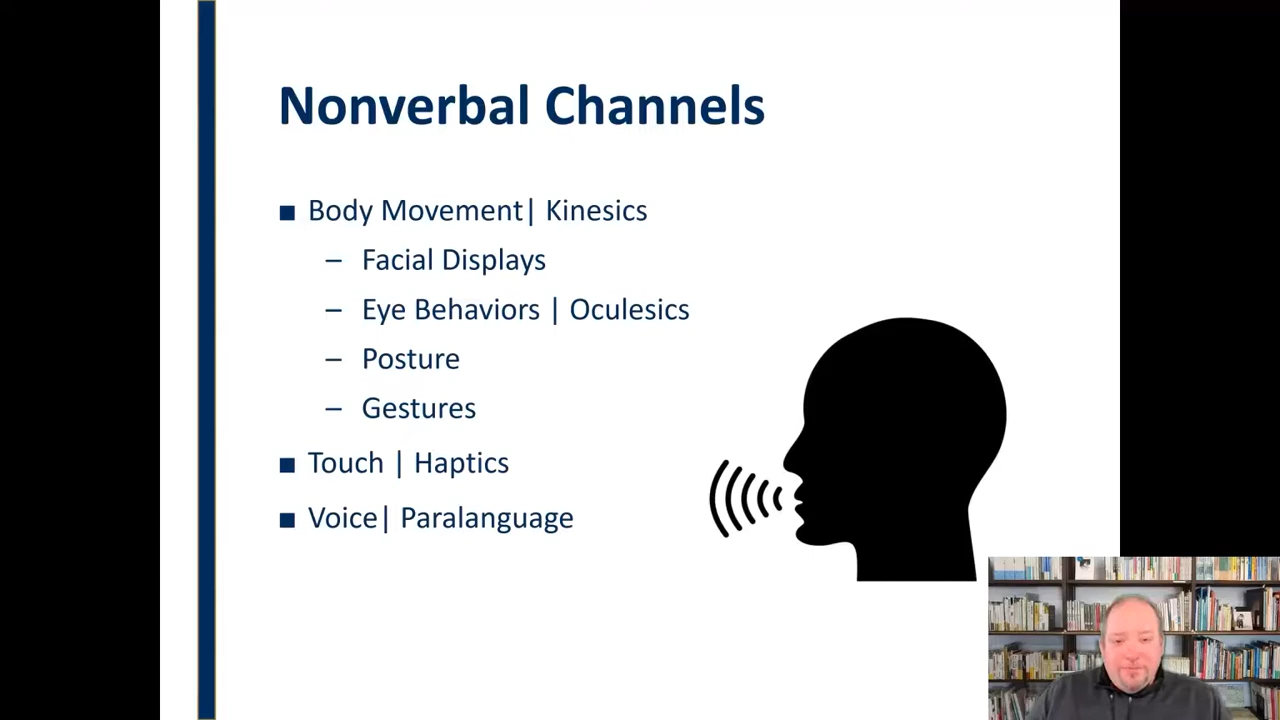 Nonverbal Channels
■ Body Movement| Kinesics
– Facial Displays
– Eye Behaviors | Oculesics
– Posture
– Gestures
■ Touch | Haptics
■ Voice| Paralanguage